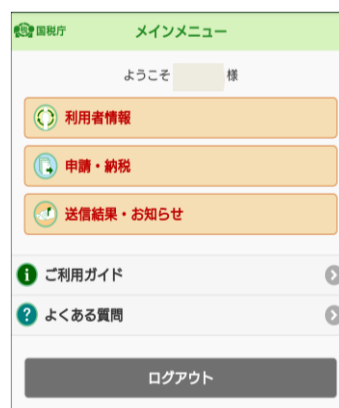 国税庁
メインメニュー
ようこそ 様
利用者情報
申請・納税
送信結果・お知らせ
ご利用ガイド
よくある質問
ログアウト